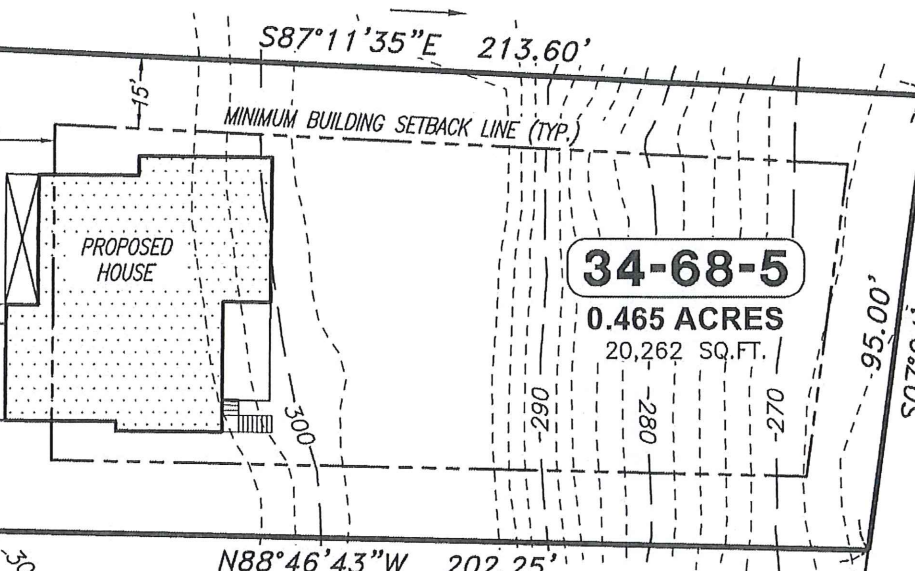 S87°11'35"E 213.60'
15'
MINIMUM BUILDING SETBACK LINE (TYP.)
PROPOSED
HOUSE
34-68-5
0.465 ACRES
20,262 SQ.FT.
95.00'
300
290
280
270
N88°46'43"W 202.25'